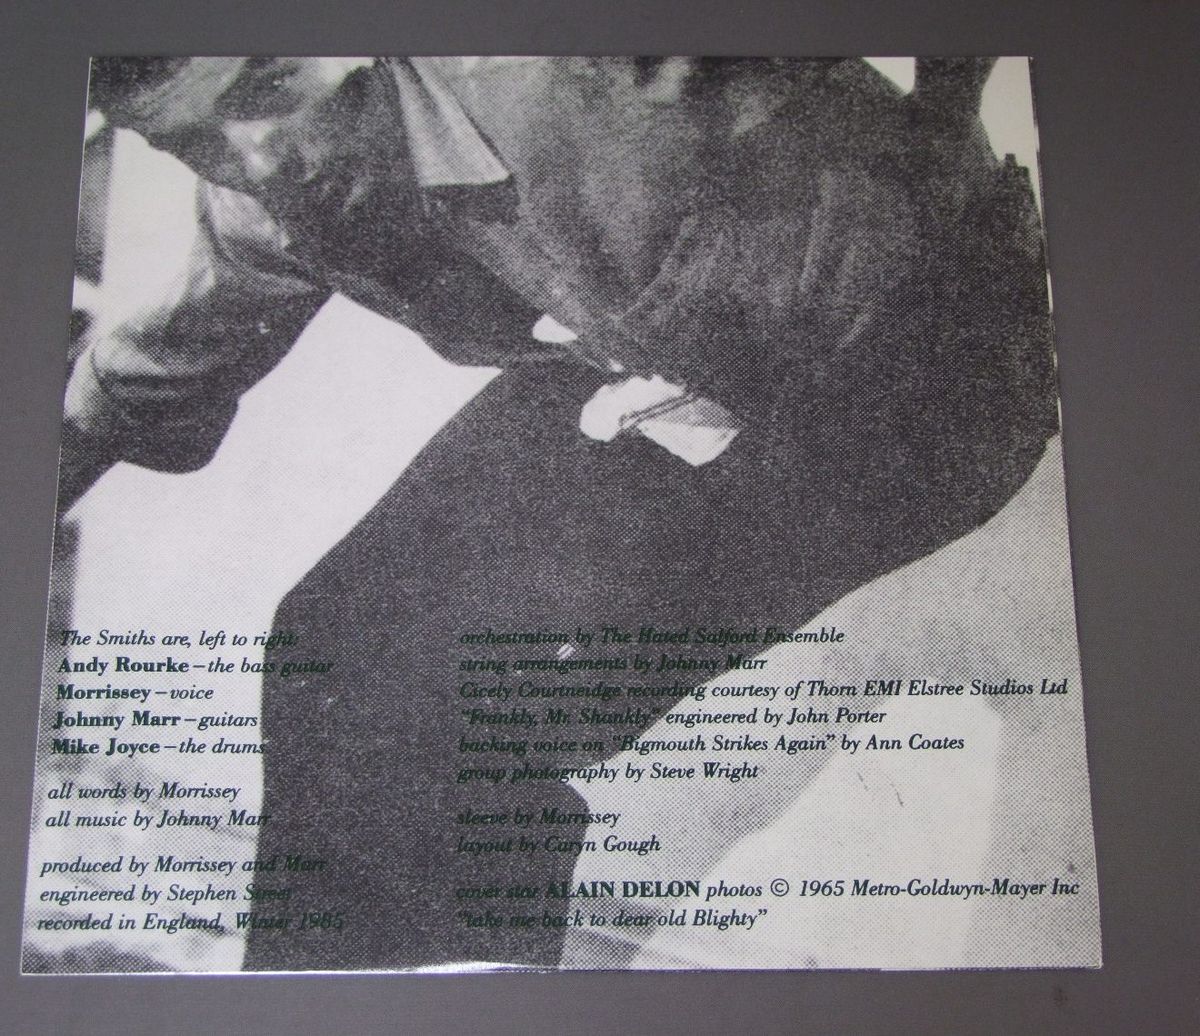 The Smiths are, left to right:
Andy Rourke – the bass guitar
Morrissey – voice
Johnny Marr – guitars
Mike Joyce – the drums
all words by Morrissey
all music by Johnny Marr
produced by Morrissey and Marr
engineered by Stephen Street
recorded in England, Winter 1985
orchestration by The Hated Salford Ensemble
string arrangements by Johnny Marr
Cicely Courtneidge recording courtesy of Thorn EMI Elstree Studios Ltd
“Frankly, Mr. Shankly” engineered by John Porter
backing voice on “Bigmouth Strikes Again” by Ann Coates
group photography by Steve Wright
sleeve by Morrissey
layout by Caryn Gough
cover star ALAIN DELON photos © 1965 Metro-Goldwyn-Mayer Inc
“take me back to dear old Blighty”